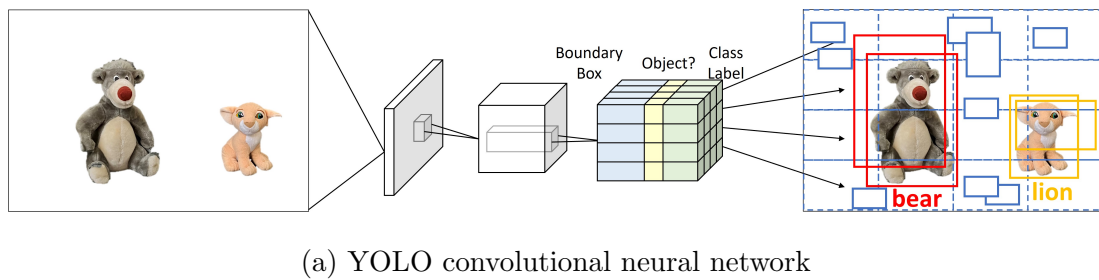 Boundary
Box
Object?
Class
Label
bear
lion
(a) YOLO convolutional neural network